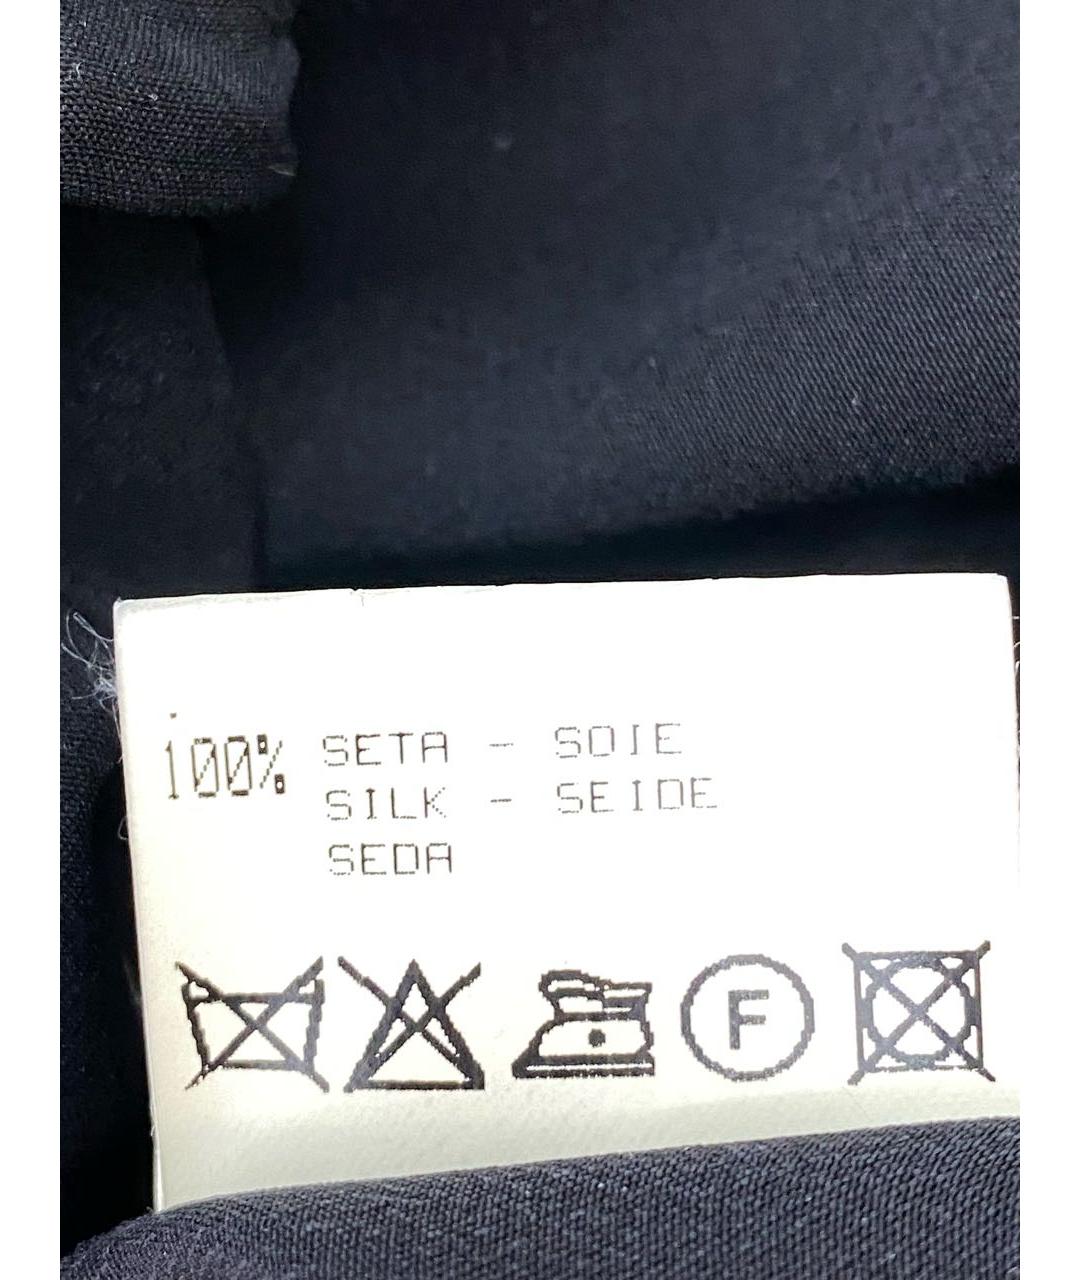 100% SETA - SOIE
SILK - SEIDE
SEDA
F